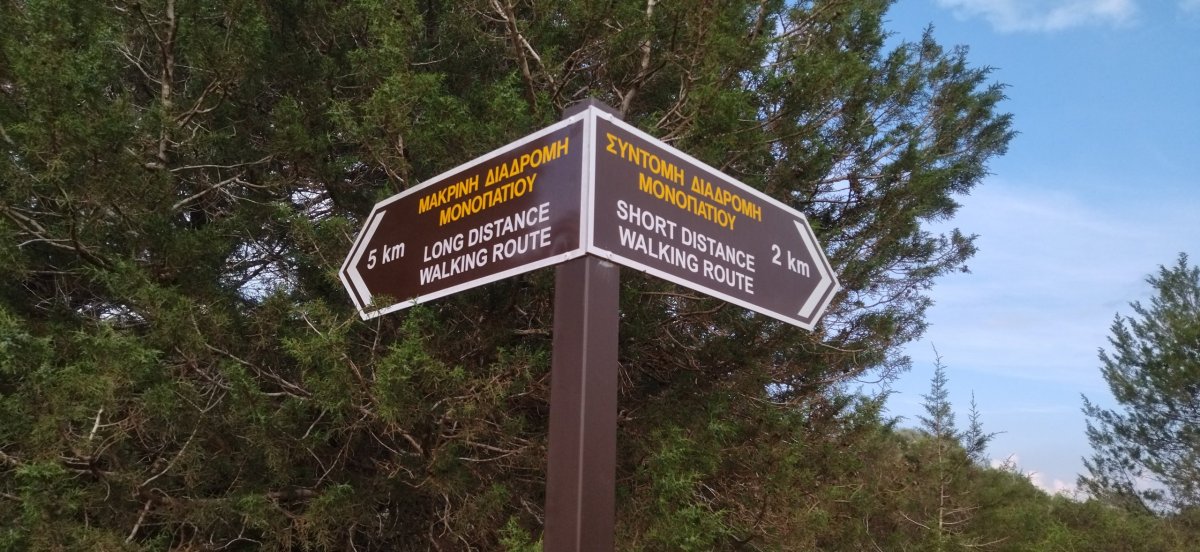 ΜΑΚΡΙΝΗ ΔΙΑΔΡΟΜΗ
ΜΟΝΟΠΑΤΙΟΥ
5 km
LONG DISTANCE
WALKING ROUTE
ΣΥΝΤΟΜΗ ΔΙΑΔΡΟΜΗ
ΜΟΝΟΠΑΤΙΟΥ
SHORT DISTANCE
WALKING ROUTE
2 km